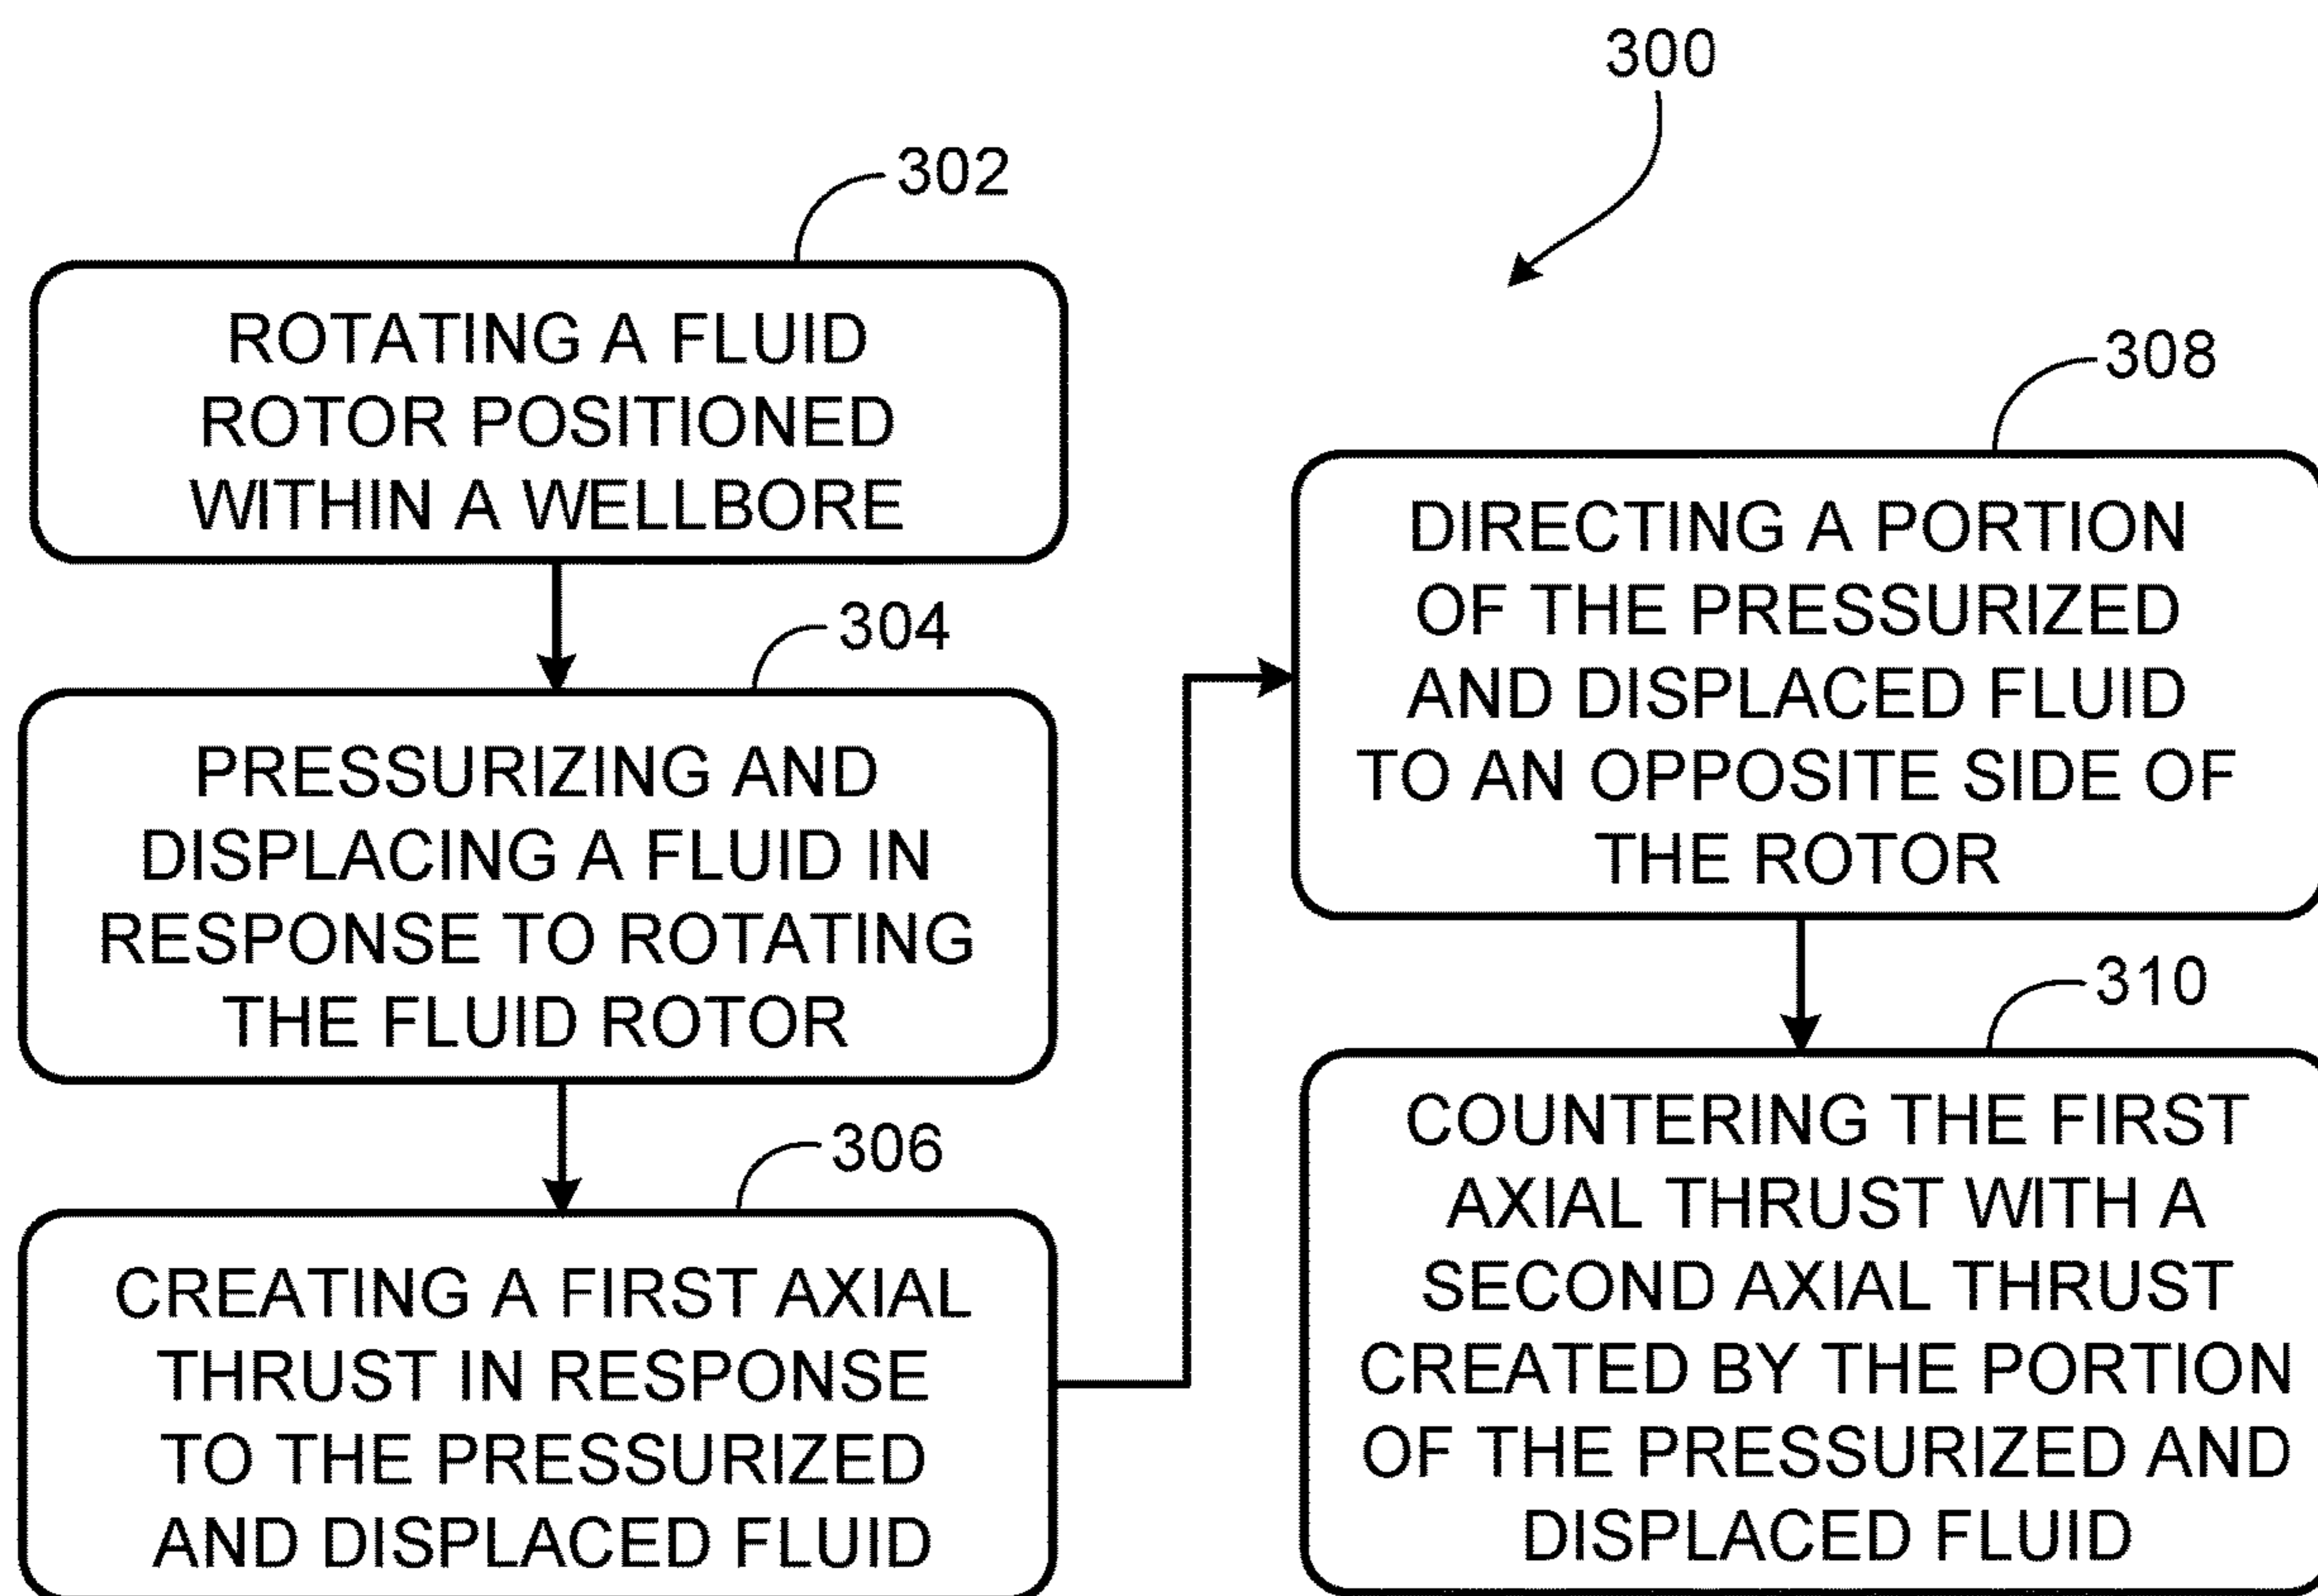 300
302
ROTATING A FLUID
ROTOR POSITIONED
WITHIN A WELLBORE
304
PRESSURIZING AND
DISPLACING A FLUID IN
RESPONSE TO ROTATING
THE FLUID ROTOR
306
CREATING A FIRST AXIAL
THRUST IN RESPONSE
TO THE PRESSURIZED
AND DISPLACED FLUID
308
DIRECTING A PORTION
OF THE PRESSURIZED
AND DISPLACED FLUID
TO AN OPPOSITE SIDE OF
THE ROTOR
310
COUNTERING THE FIRST
AXIAL THRUST WITH A
SECOND AXIAL THRUST
CREATED BY THE PORTION
OF THE PRESSURIZED AND
DISPLACED FLUID